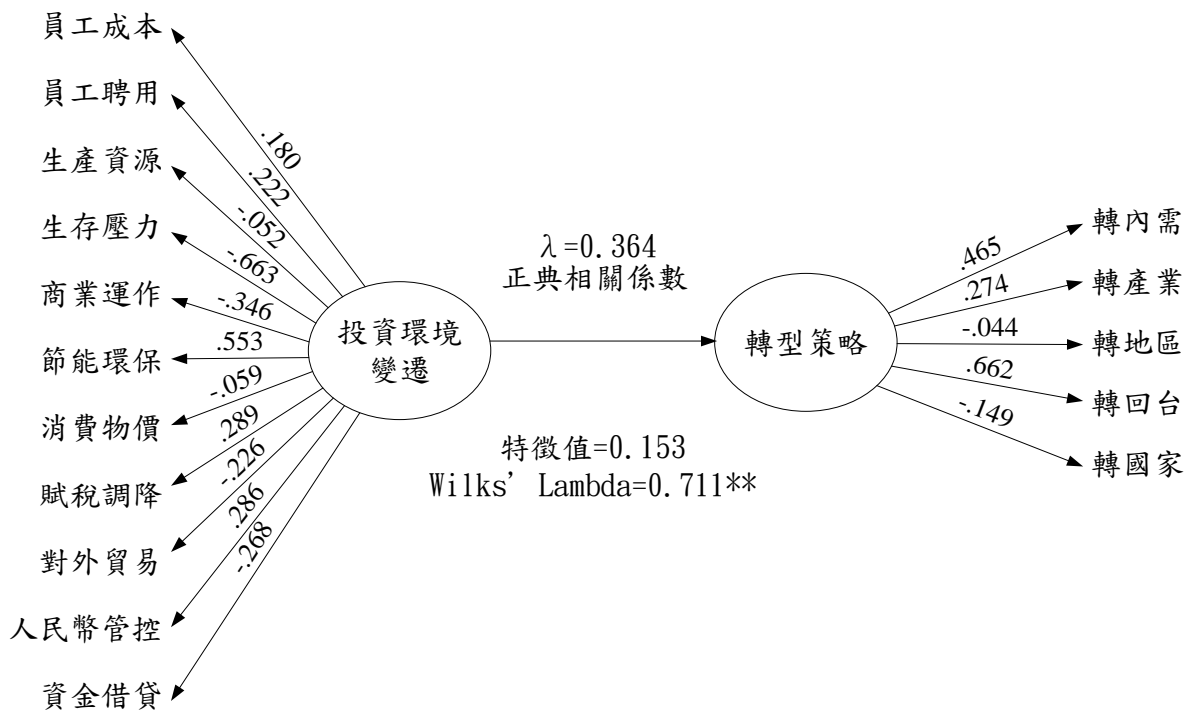 員工成本
員工聘用
生產資源
生存壓力
商業運作
節能環保
消費物價
賦稅調降
對外貿易
人民幣管控
資金借貸
.180
.222
-.052
-.663
-.346
.553
-.059
.289
-.226
.286
-.268
投資環境
變遷
λ=0.364
正典相關係數
特徵值=0.153
Wilks' Lambda=0.711**
轉型策略
.465
.274
-.044
.662
-.149
轉內需
轉產業
轉地區
轉回台
轉國家